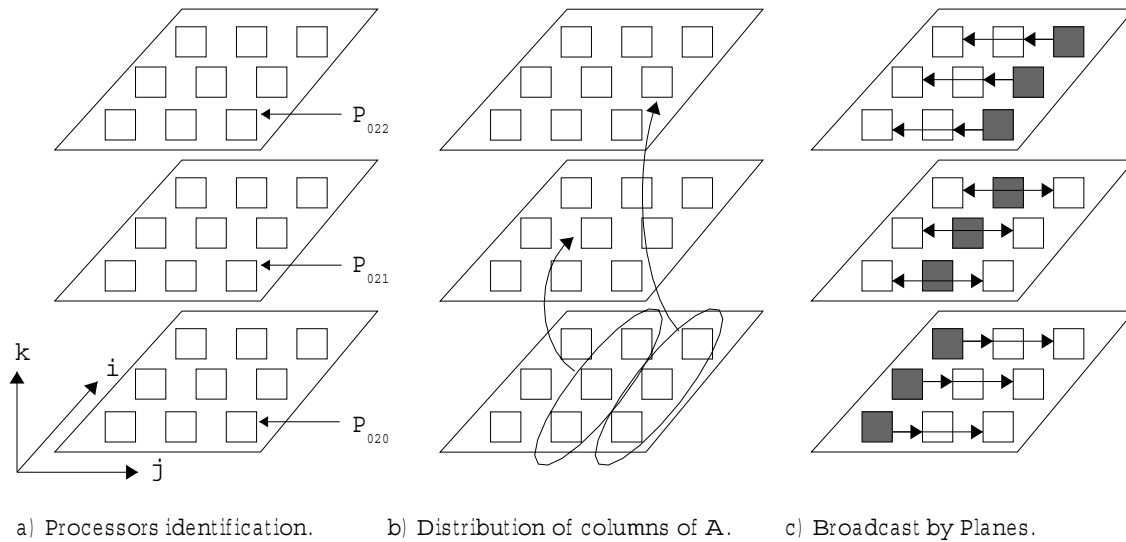 P022
P021
k
i
P020
j
a) Processors identification.
b) Distribution of columns of A.
c) Broadcast by Planes.